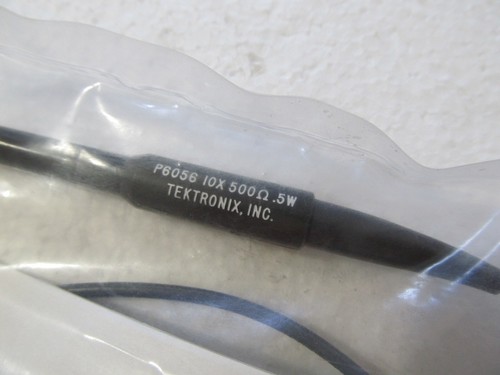 P6056 10X 500Ω .5W
TEKTRONIX, INC.